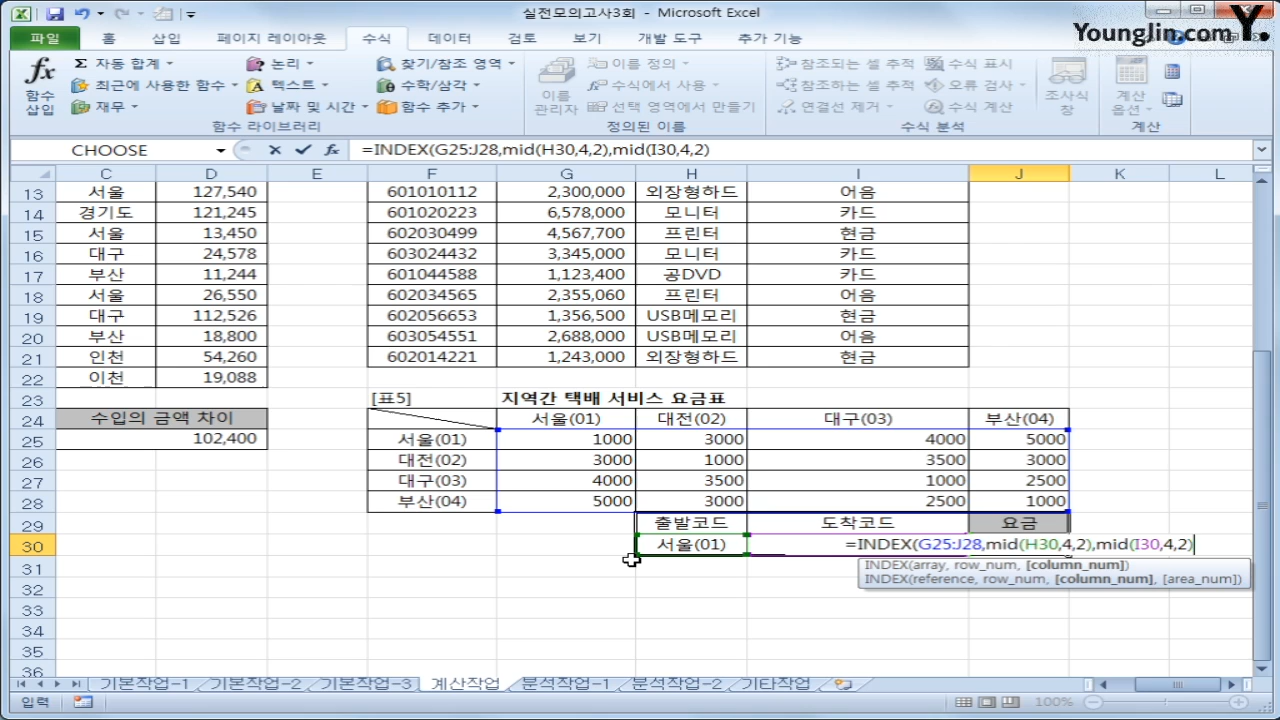 실전모의고사3회 - Microsoft Excel
YoungJin.com Y.
파일 홈 삽입 페이지 레이아웃 수식 데이터 검토 보기 개발 도구 추가 기능
fx 함수 삽입
Σ 자동 합계 논리 찾기/참조 영역
최근에 사용한 함수 텍스트 수학/삼각
재무 날짜 및 시간 함수 추가
함수 라이브러리
이름 관리자
이름 정의
수식에서 사용
선택 영역에서 만들기
정의된 이름
참조되는 셀 추적 수식 표시
참조하는 셀 추적 오류 검사
연결선 제거 수식 계산
조사식 창
수식 분석
계산 옵션
계산
CHOOSE fx =INDEX(G25:J28,mid(H30,4,2),mid(I30,4,2)
C D E F G H I J K L
13 서울 127,540 601010112 2,300,000 외장형하드 어음
14 경기도 121,245 601020223 6,578,000 모니터 카드
15 서울 13,450 602030499 4,567,700 프린터 현금
16 대구 24,578 603024432 3,345,000 모니터 카드
17 부산 11,244 601044588 1,123,400 공DVD 카드
18 서울 26,550 602034565 2,355,060 프린터 어음
19 대구 112,526 602056653 1,356,500 USB메모리 현금
20 부산 18,800 603054551 2,688,000 USB메모리 어음
21 인천 54,260 602014221 1,243,000 외장형하드 현금
22 이천 19,088
23 [표5] 지역간 택배 서비스 요금표
24 수입의 금액 차이 서울(01) 대전(02) 대구(03) 부산(04)
25 102,400 서울(01) 1000 3000 4000 5000
26 대전(02) 3000 1000 3500 3000
27 대구(03) 4000 3500 1000 2500
28 부산(04) 5000 3000 2500 1000
29 출발코드 도착코드 요금
30 서울(01) =INDEX(G25:J28,mid(H30,4,2),mid(I30,4,2)
31 INDEX(array, row_num, [column_num])
INDEX(reference, row_num, [column_num], [area_num])
32
33
34
35
36
기본작업-1 기본작업-2 기본작업-3 계산작업 분석작업-1 분석작업-2 기타작업
입력 100%